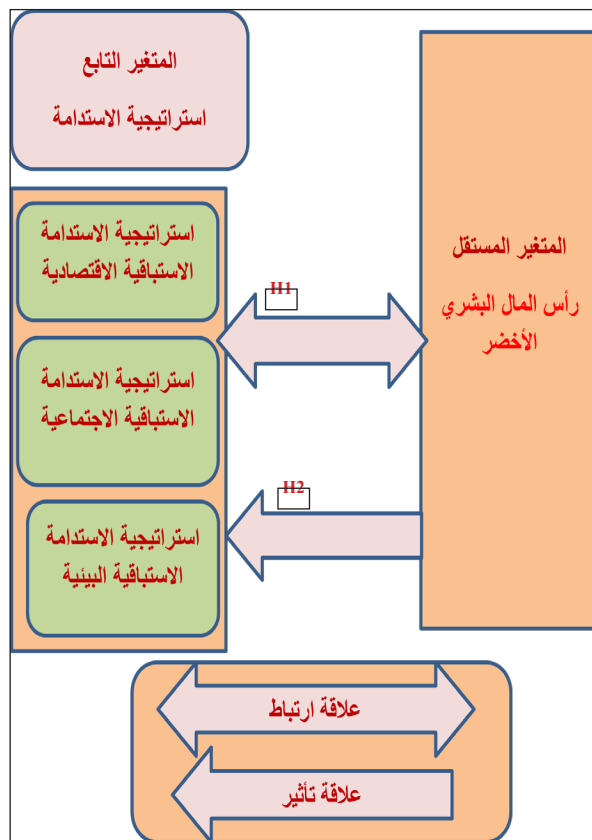 المتغير التابع
استراتيجية الاستدامة
المتغير المستقل
رأس المال البشري
الأخضر
استراتيجية الاستدامة
الاستباقية الاقتصادية
H1
استراتيجية الاستدامة
الاستباقية الاجتماعية
H2
استراتيجية الاستدامة
الاستباقية البيئية
علاقة ارتباط
علاقة تأثير